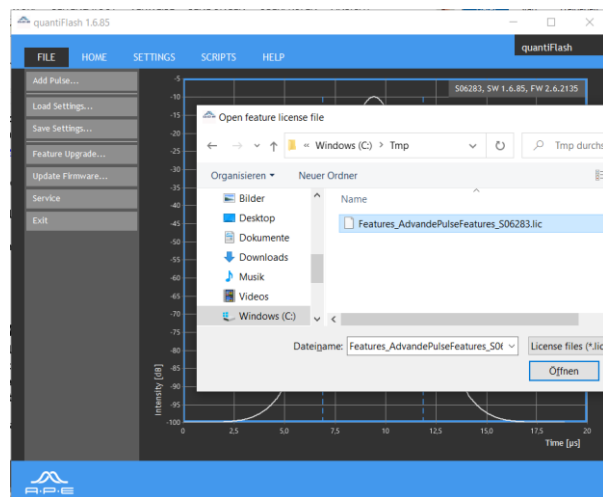 quantiFlash 1.6.85
quantiFlash
FILE HOME SETTINGS SCRIPTS HELP
Add Pulse...
Load Settings...
Save Settings...
Feature Upgrade...
Update Firmware...
Service
Exit
S06283, SW 1.6.85, FW 2.6.2135
Open feature license file
« Windows (C:) › Tmp
Tmp durchs
Organisieren
Neuer Ordner
Bilder
Desktop
Dokumente
Downloads
Musik
Videos
Windows (C:)
Name
Features_AdvandePulseFeatures_S06283.lic
Dateiname: Features_AdvandePulseFeatures_S06
License files (*.lic
Öffnen
-5
-10
-15
-20
-25
-30
-35
-40
-45
-50
-55
-60
-65
-70
-75
-80
-85
-90
-95
-100
Intensity [dB]
0 2,5 5,0 7,5 10,0 12,5 15,0 17,5 20
Time [µs]
A·P·E